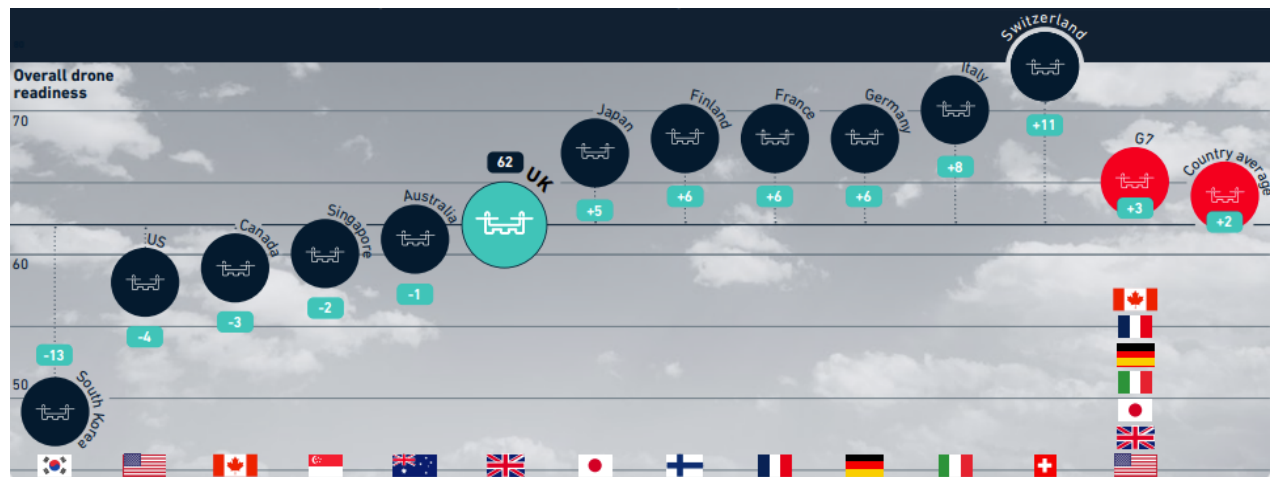 Overall drone
readiness
70
60
50
South Korea
-13
US
-4
Canada
-3
Singapore
-2
Australia
-1
62
UK
Japan
+5
Finland
+6
France
+6
Germany
+6
Italy
+8
Switzerland
+11
G7
+3
Country average
+2